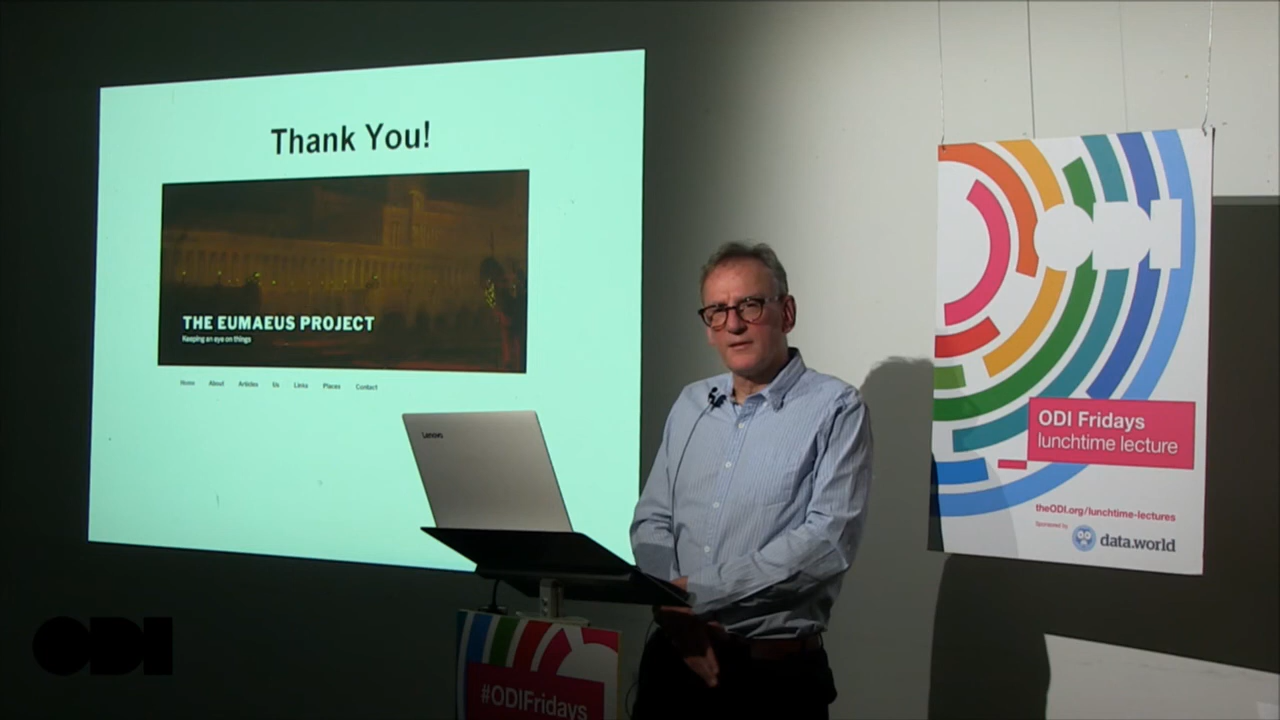 Thank You!
THE EUMAEUS PROJECT
Keeping an eye on things
Home About Articles Us Links Places Contact
Lenovo
ODI Fridays
lunchtime lecture
theODI.org/lunchtime-lectures
Sponsored by
data.world
#ODIFridays
ODI